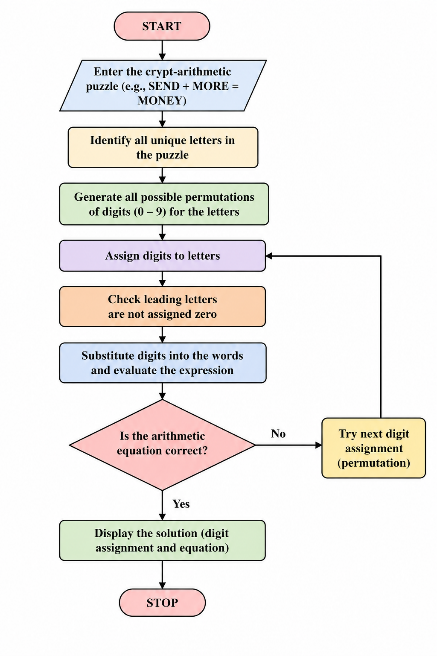 START
Enter the crypt-arithmetic
puzzle (e.g., SEND + MORE =
MONEY)
Identify all unique letters in
the puzzle
Generate all possible permutations
of digits (0 – 9) for the letters
Assign digits to letters
Check leading letters
are not assigned zero
Substitute digits into the words
and evaluate the expression
Is the arithmetic
equation correct?
No
Try next digit
assignment
(permutation)
Yes
Display the solution (digit
assignment and equation)
STOP